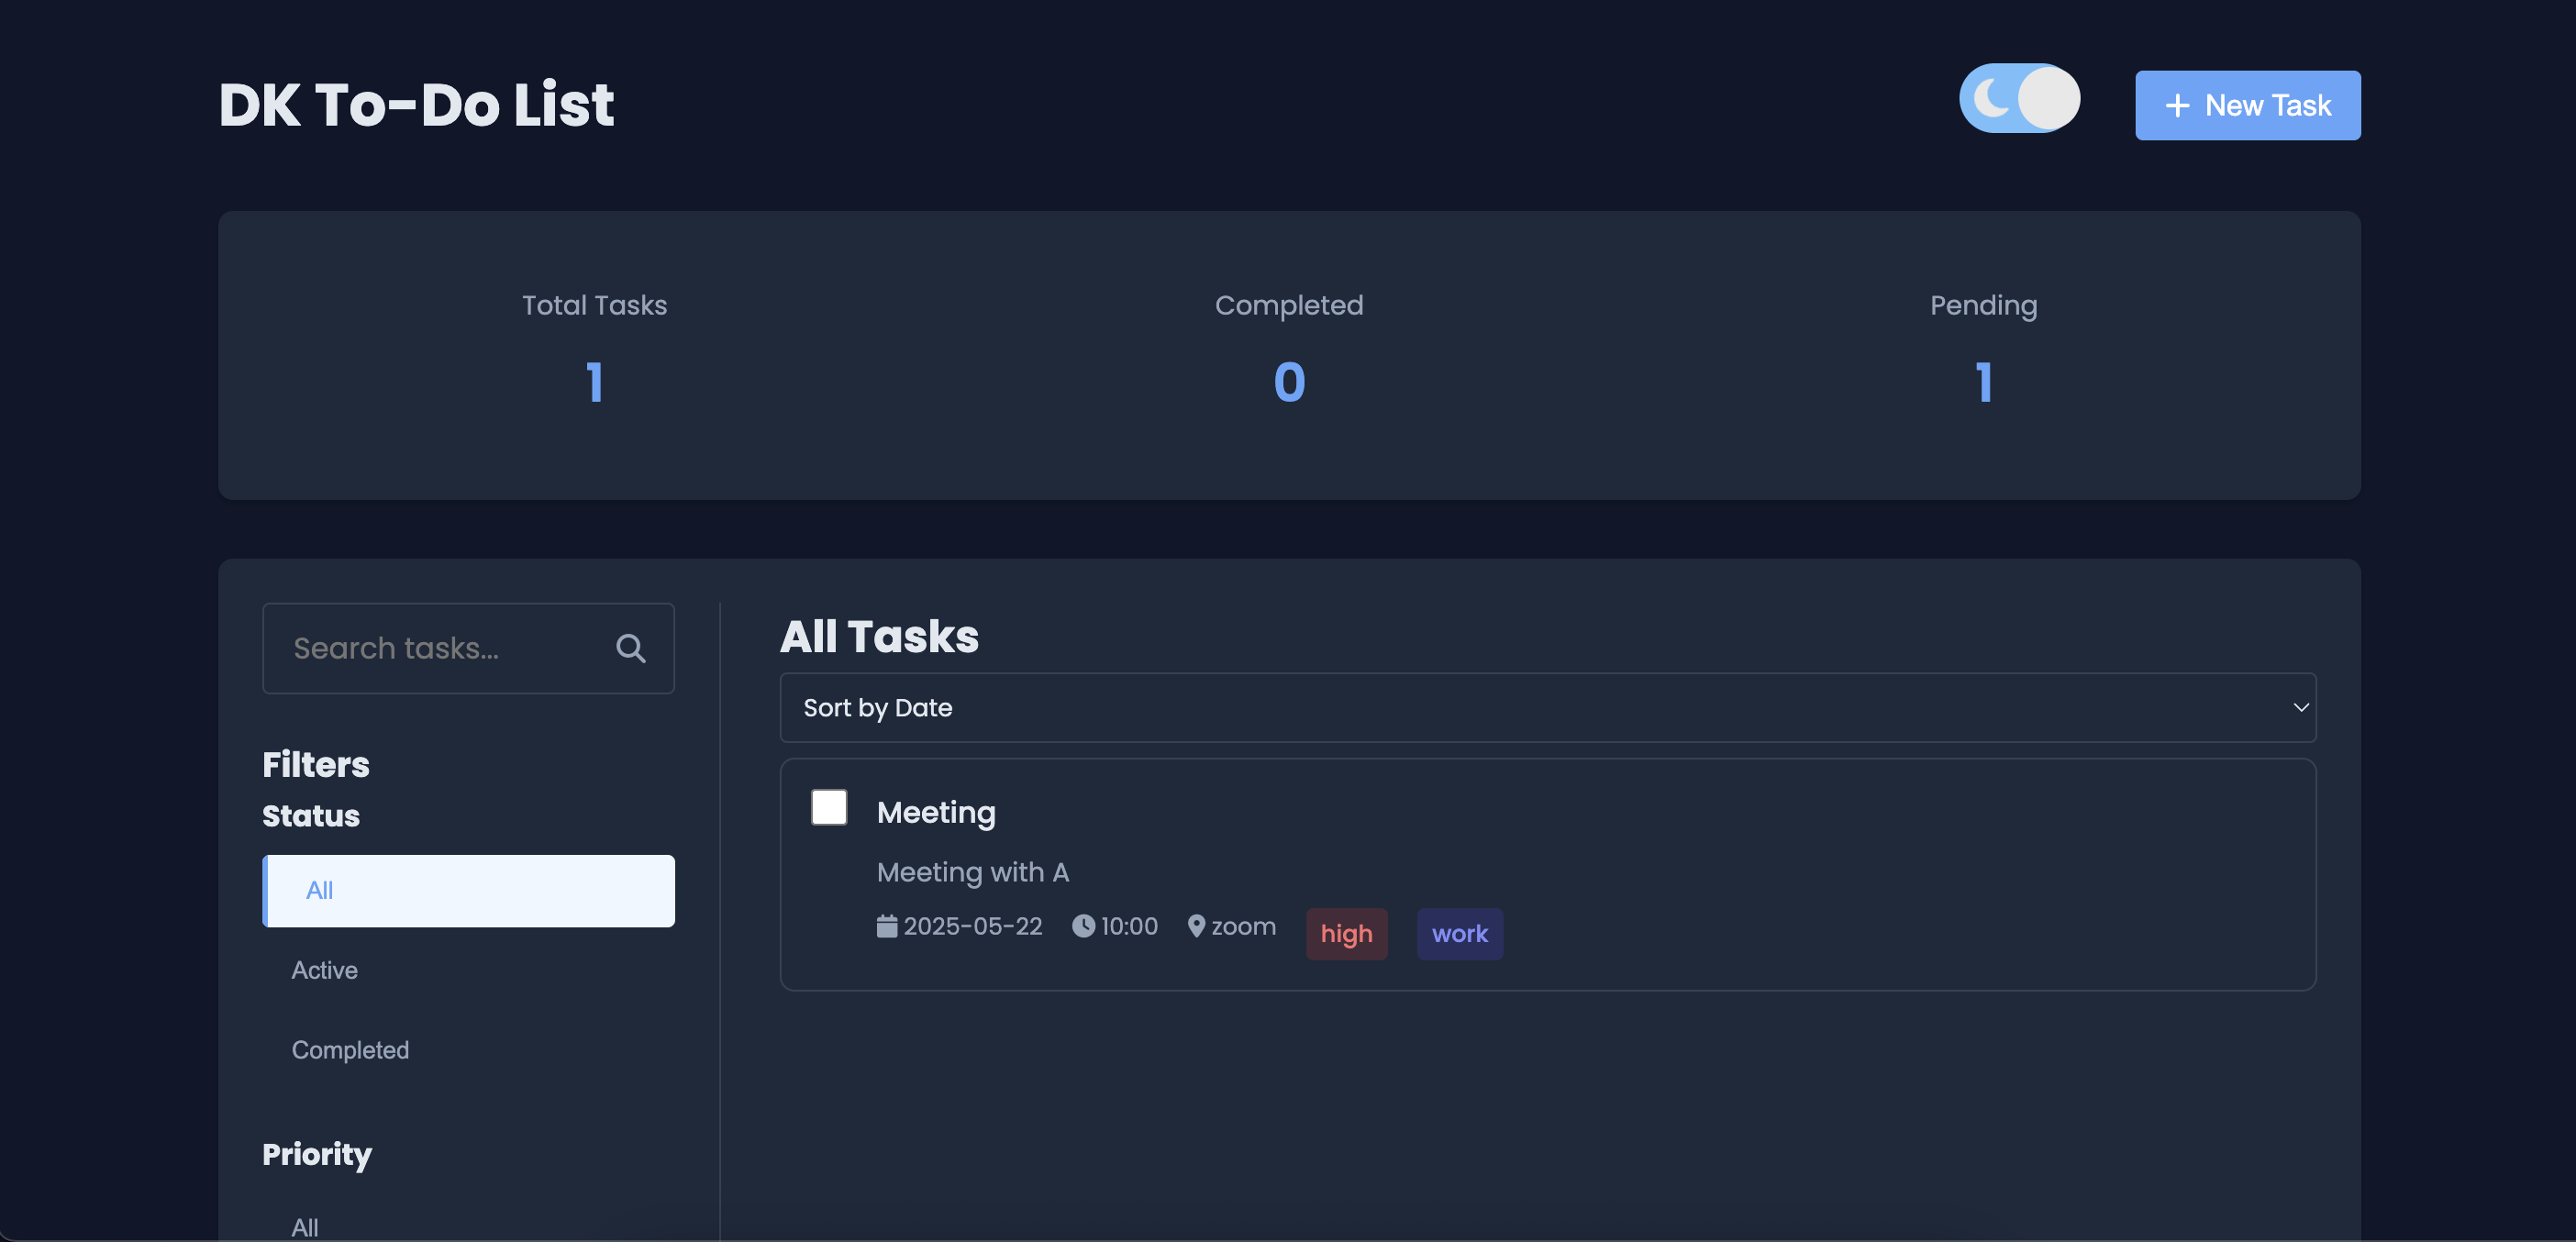 DK To-Do List
New Task
Total Tasks
Completed
Pending
1
0
1
Search tasks...
Filters
Status
All
Active
Completed
Priority
All
All Tasks
Sort by Date
Meeting
Meeting with A
2025-05-22 10:00 zoom high work